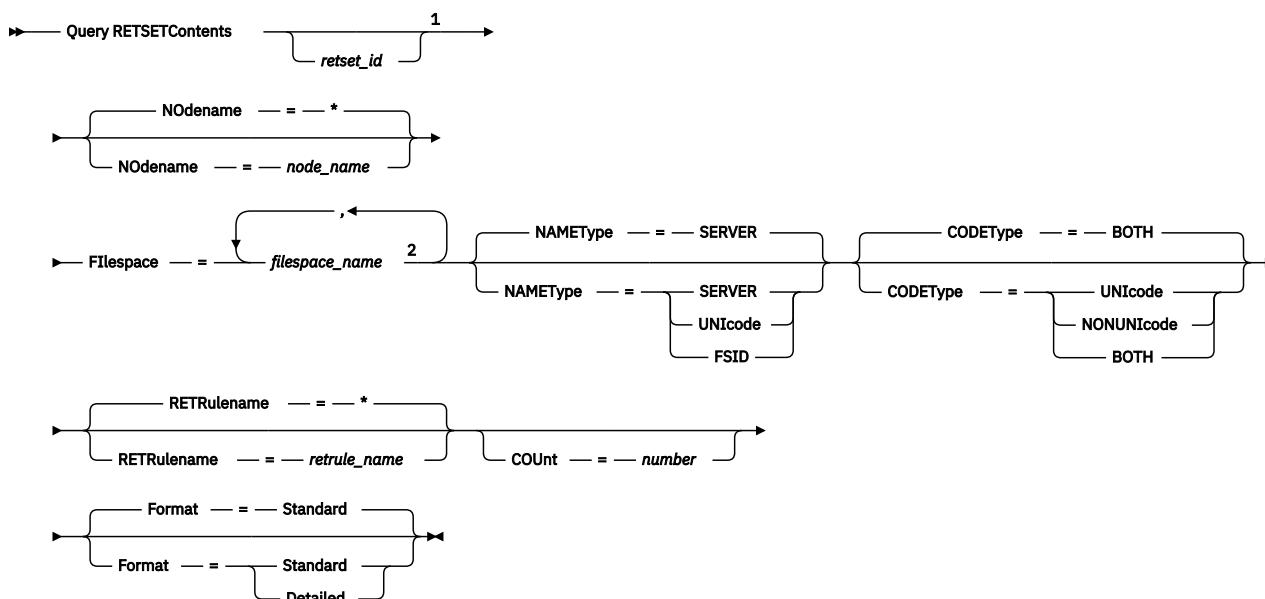 Query RETSETContents
retset_id
1
NOdename = *
NOdename = node_name
,
FIlespace = filespace_name 2
NAMEType = SERVER
NAMEType = SERVER
UNIcode
FSID
CODEType = BOTH
CODEType = UNIcode
NONUNIcode
BOTH
RETRulename = *
RETRulename = retrule_name
COUnt = number
Format = Standard
Format = Standard
Detailed